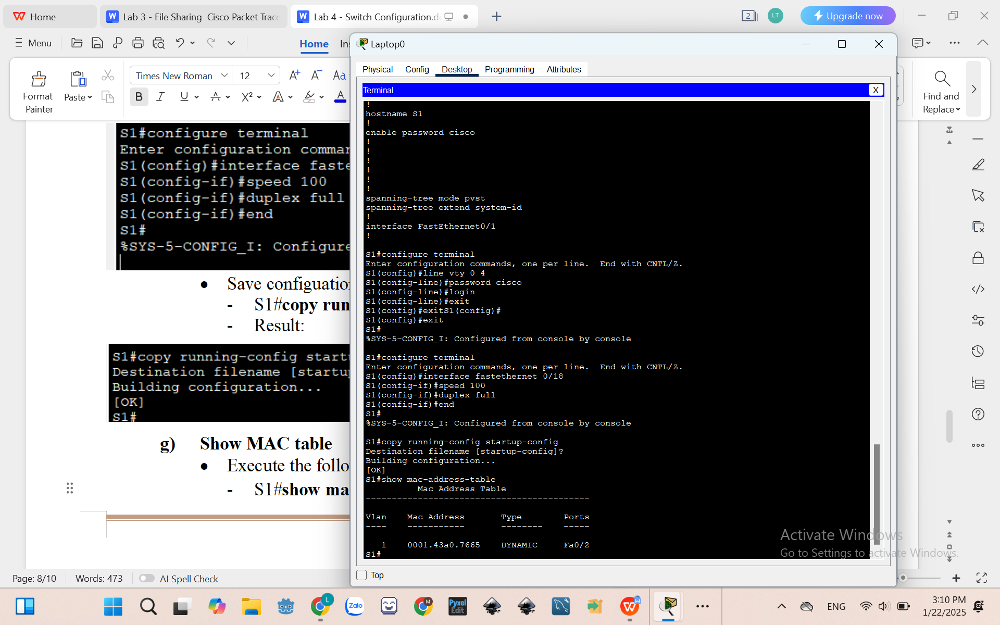 Home
Lab 3 - File Sharing Cisco Packet Trace
Lab 4 - Switch Configuration.d
2
LT
Upgrade now
Menu
Home
Ins
Format
Painter
Paste
Times New Roman
12
Find and
Replace
Laptop0
Physical
Config
Desktop
Programming
Attributes
Terminal
X
S1#configure terminal
Enter configuration comman
S1(config)#interface faste
S1(config-if)#speed 100
S1(config-if)#duplex full
S1(config-if)#end
S1#
%SYS-5-CONFIG_I: Configure
● Save configuation
- S1#copy run
- Result:
S1#copy running-config startu
Destination filename [startup
Building configuration...
[OK]
S1#
g) Show MAC table
● Execute the follo
- S1#show ma
!
hostname S1
!
enable password cisco
!
!
!
!
!
!
spanning-tree mode pvst
spanning-tree extend system-id
!
interface FastEthernet0/1
!
S1#configure terminal
Enter configuration commands, one per line. End with CNTL/Z.
S1(config)#line vty 0 4
S1(config-line)#password cisco
S1(config-line)#login
S1(config-line)#exit
S1(config)#exitS1(config)#
S1(config)#exit
S1#
%SYS-5-CONFIG_I: Configured from console by console
S1#configure terminal
Enter configuration commands, one per line. End with CNTL/Z.
S1(config)#interface fastethernet 0/18
S1(config-if)#speed 100
S1(config-if)#duplex full
S1(config-if)#end
S1#
%SYS-5-CONFIG_I: Configured from console by console
S1#copy running-config startup-config
Destination filename [startup-config]?
Building configuration...
[OK]
S1#show mac-address-table
Mac Address Table
-------------------------------------------
Vlan Mac Address Type Ports
---- ----------- -------- -----
1 0001.43a0.7665 DYNAMIC Fa0/2
S1#
Top
Activate Windows
Go to Settings to activate Windows.
Page: 8/10
Words: 473
AI Spell Check
Zalo
Pyxel
Edit
ENG
3:10 PM
1/22/2025